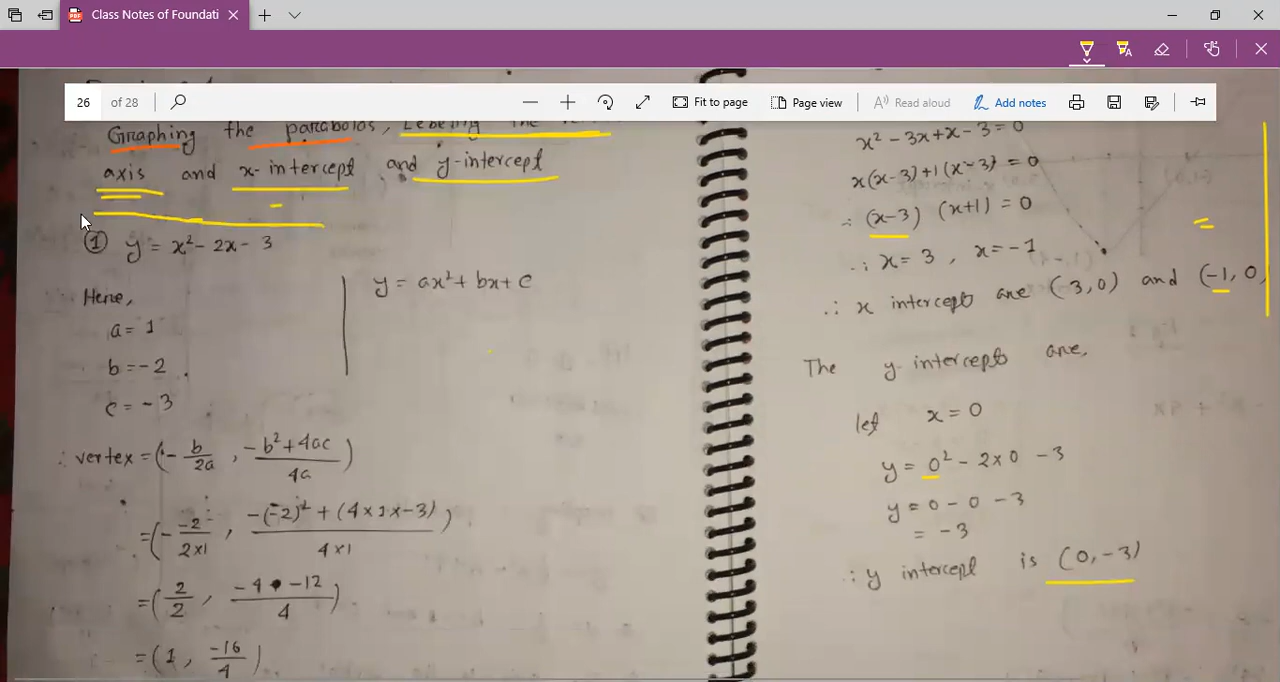 Class Notes of Foundati
26 of 28
Fit to page
Page view
Read aloud
Add notes
Graphing the parabolas, Lebeling the
axis and x-intercept and y-intercept
① y = x² - 2x - 3
Here,
a = 1
b = -2
c = -3
y = ax² + bx + c
∴ vertex = (- b/2a , -b² + 4ac/4a)
= (- -2/2×1 , -(-2)² + (4×1×-3)/4×1)
= (2/2 , -4 -12/4)
= (1 , -16/4)
x² - 3x + x - 3 = 0
x(x-3) + 1(x-3) = 0
∴ (x-3) (x+1) = 0
∴ x = 3 , x = -1
∴ x intercepts are (3,0) and (-1,0
The y-intercepts are,
let x = 0
y = 0² - 2×0 - 3
y = 0 - 0 - 3
= -3
∴ y intercept is (0,-3)